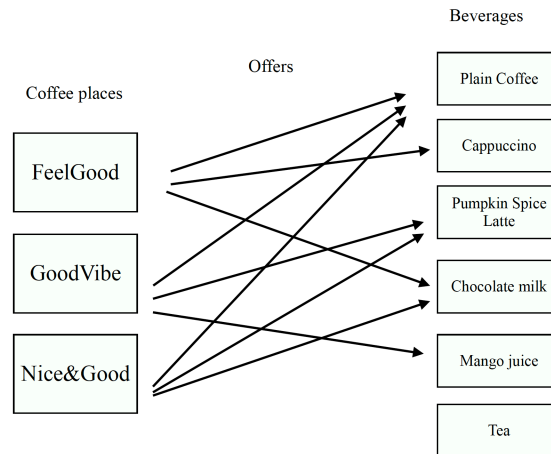 Beverages
Offers
Coffee places
FeelGood
GoodVibe
Nice&Good
Plain Coffee
Cappuccino
Pumpkin Spice
Latte
Chocolate milk
Mango juice
Tea